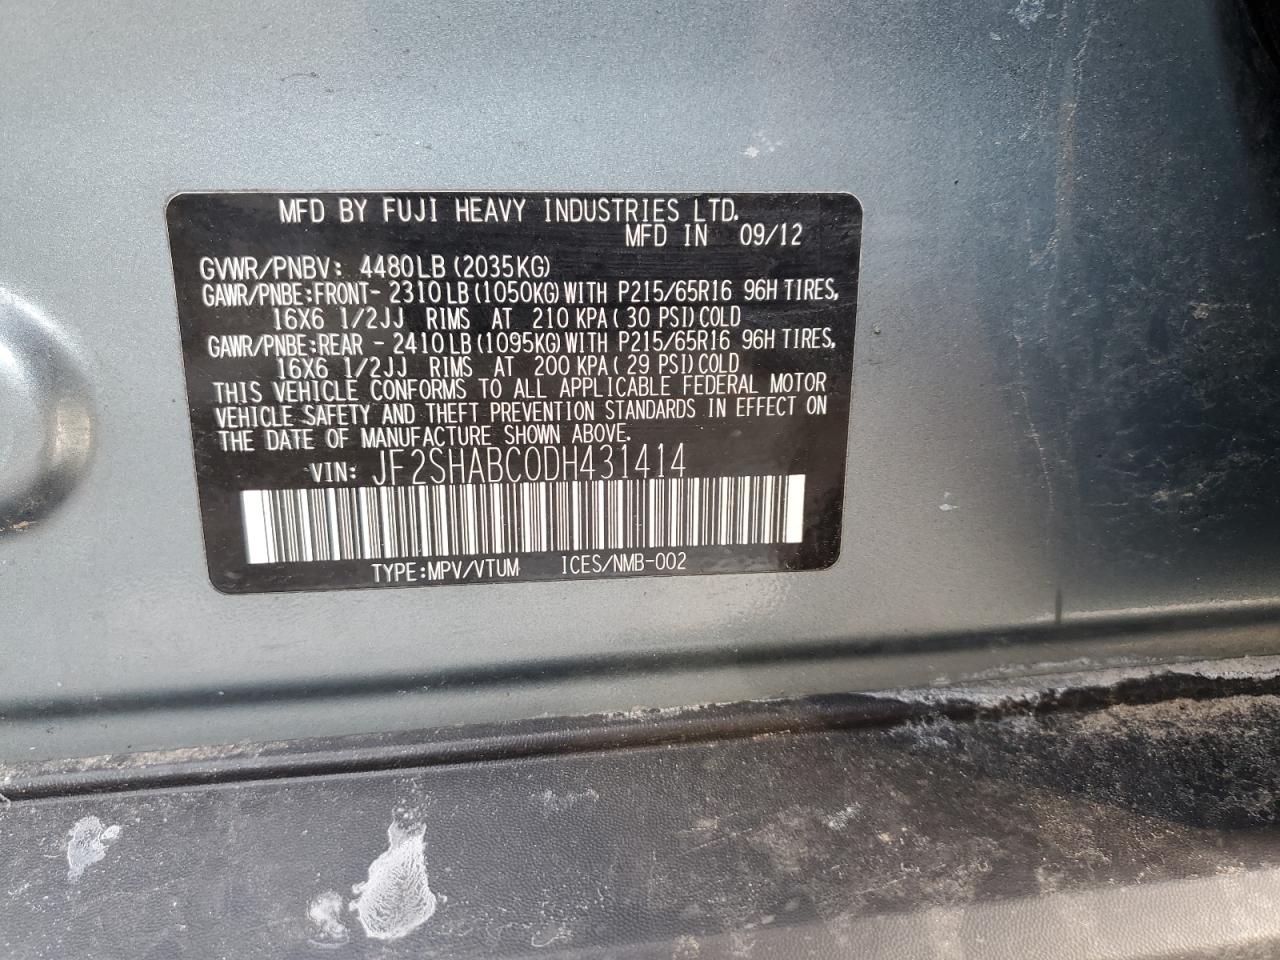 MFD BY FUJI HEAVY INDUSTRIES LTD.
MFD IN 09/12
GVWR/PNBV: 4480LB(2035KG)
GAWR/PNBE:FRONT- 2310LB(1050KG)WITH P215/65R16 96H TIRES,
16X6 1/2JJ RIMS AT 210 KPA(30 PSI)COLD
GAWR/PNBE:REAR - 2410LB(1095KG)WITH P215/65R16 96H TIRES,
16X6 1/2JJ RIMS AT 200 KPA(29 PSI)COLD
THIS VEHICLE CONFORMS TO ALL APPLICABLE FEDERAL MOTOR
VEHICLE SAFETY AND THEFT PREVENTION STANDARDS IN EFFECT ON
THE DATE OF MANUFACTURE SHOWN ABOVE.
VIN: JF2SHABC0DH431414
TYPE:MPV/VTUM ICES/NMB-002